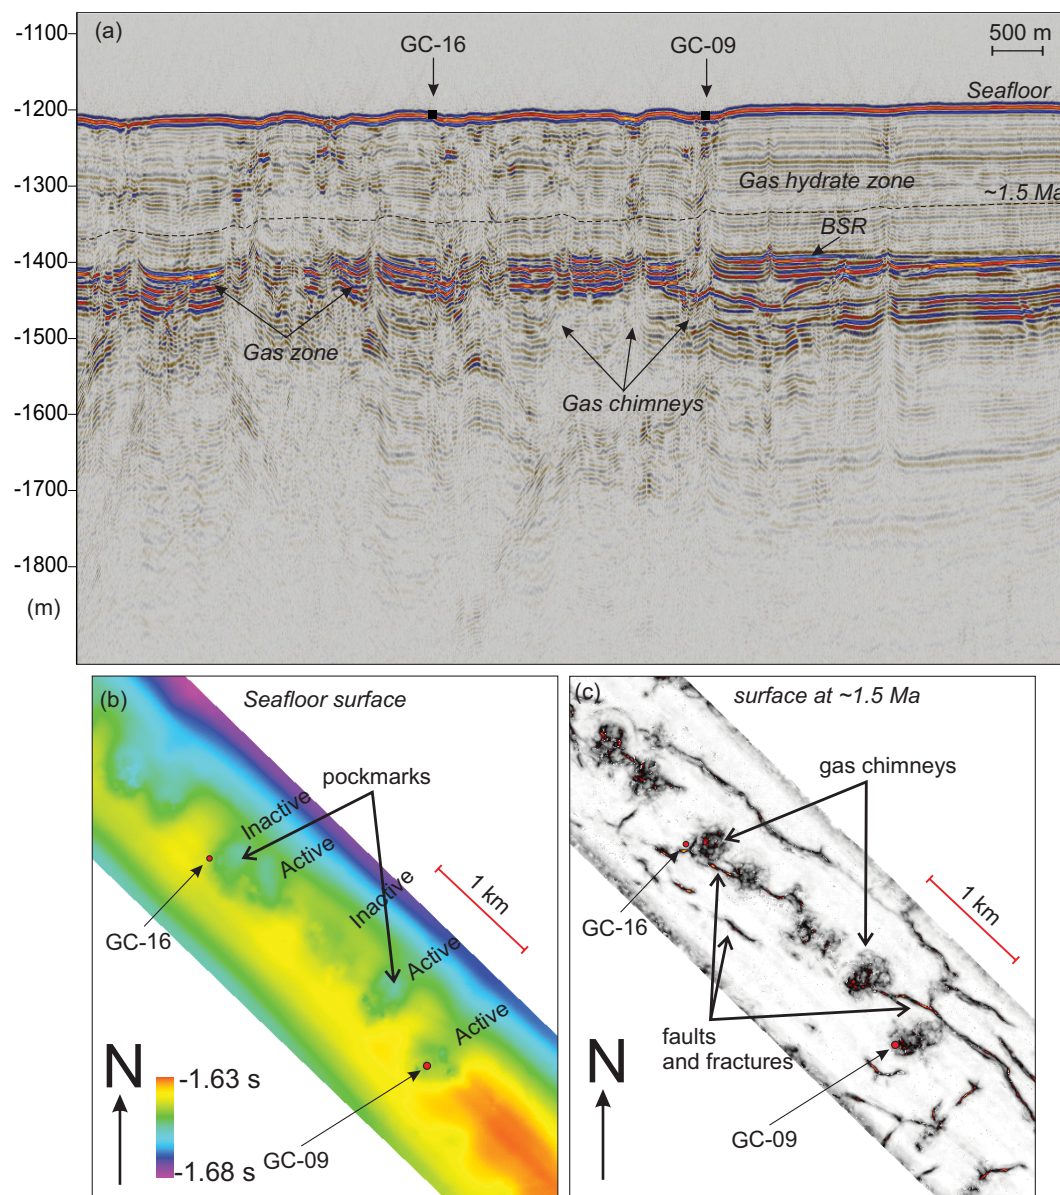 -1100
(a)
GC-16
GC-09
500 m
Seafloor
-1200
Gas hydrate zone
~1.5 Ma
-1300
BSR
-1400
-1500
Gas zone
Gas chimneys
-1600
-1700
-1800
(m)
(b)
Seafloor surface
pockmarks
Inactive
Active
Inactive
1 km
GC-16
Active
Active
N
-1.63 s
-1.68 s
GC-09
(c)
surface at ~1.5 Ma
gas chimneys
1 km
GC-16
faults
and fractures
N
GC-09